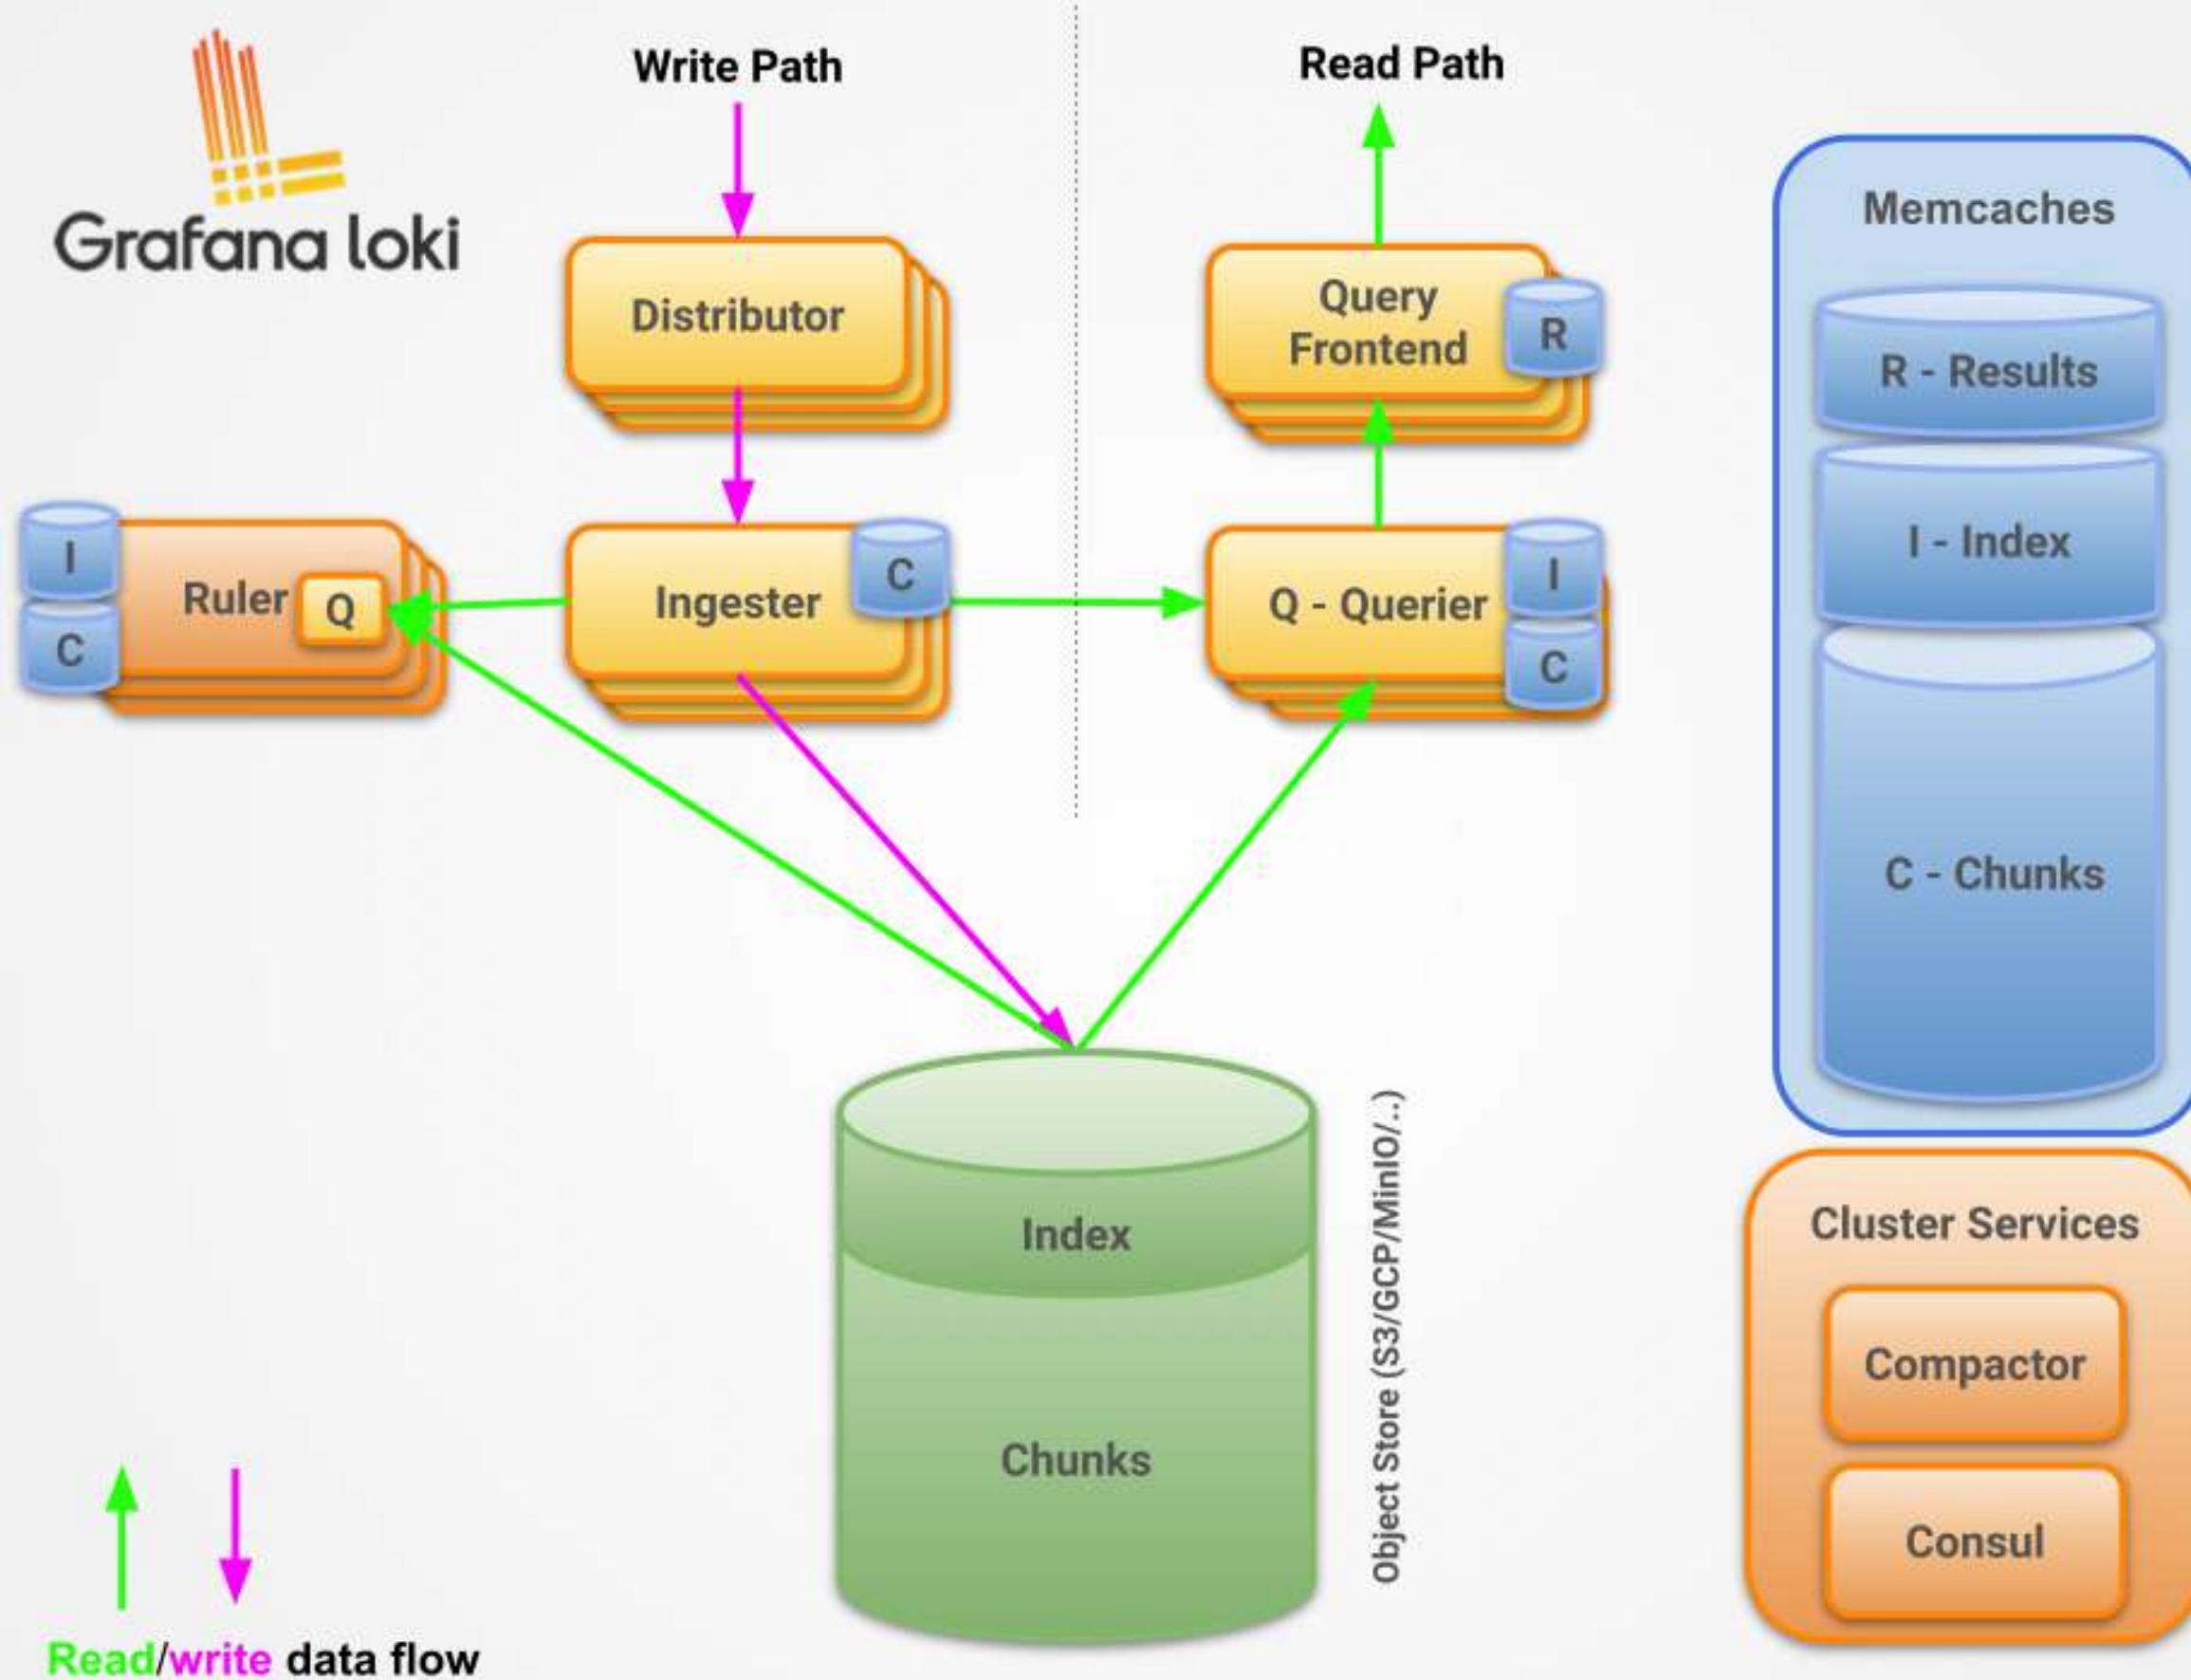 Grafana loki
Write Path
Read Path
Distributor
Query
Frontend
R
I
C
Ruler
Q
Ingester
C
Q - Querier
I
C
Index
Chunks
Object Store (S3/GCP/MinIO/..)
Memcaches
R - Results
I - Index
C - Chunks
Cluster Services
Compactor
Consul
Read/write data flow